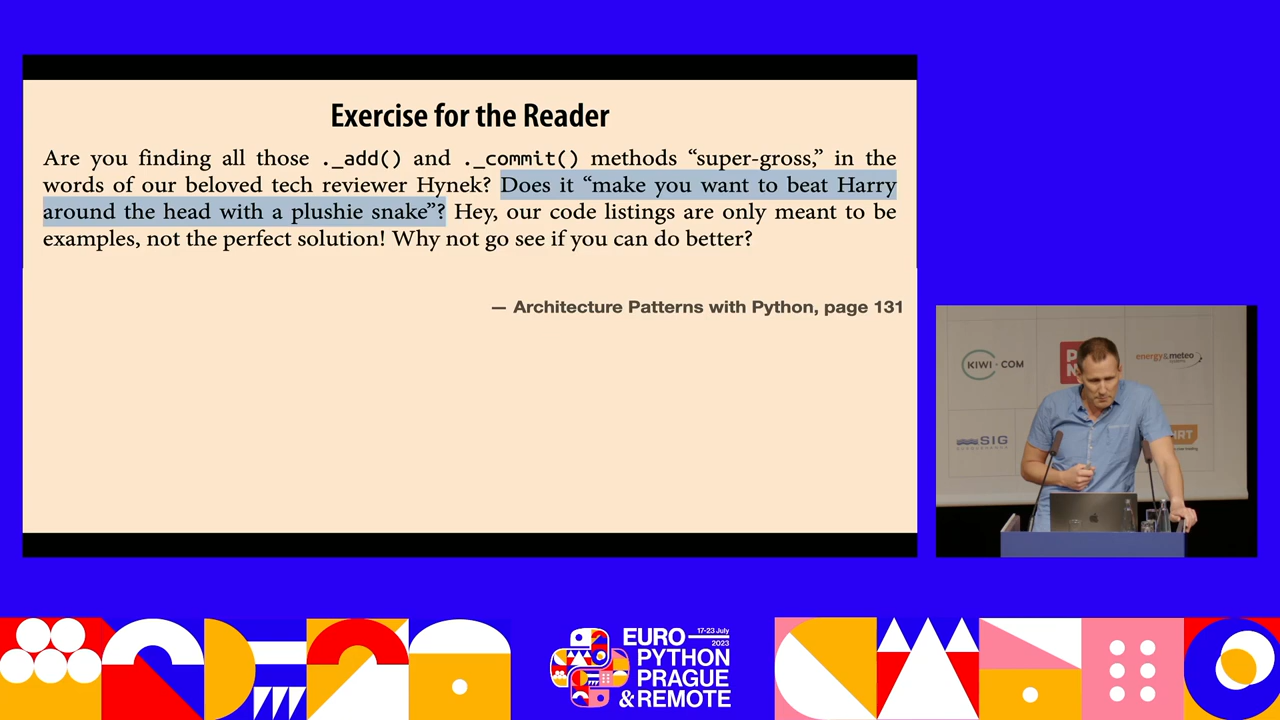 Exercise for the Reader
Are you finding all those ._add() and ._commit() methods “super-gross,” in the
words of our beloved tech reviewer Hynek? Does it “make you want to beat Harry
around the head with a plushie snake”? Hey, our code listings are only meant to be
examples, not the perfect solution! Why not go see if you can do better?
— Architecture Patterns with Python, page 131
KIWI.COM
energy & meteo
systems
SIG
EURO
17-23 July
2023
PYTHON
PRAGUE
& REMOTE